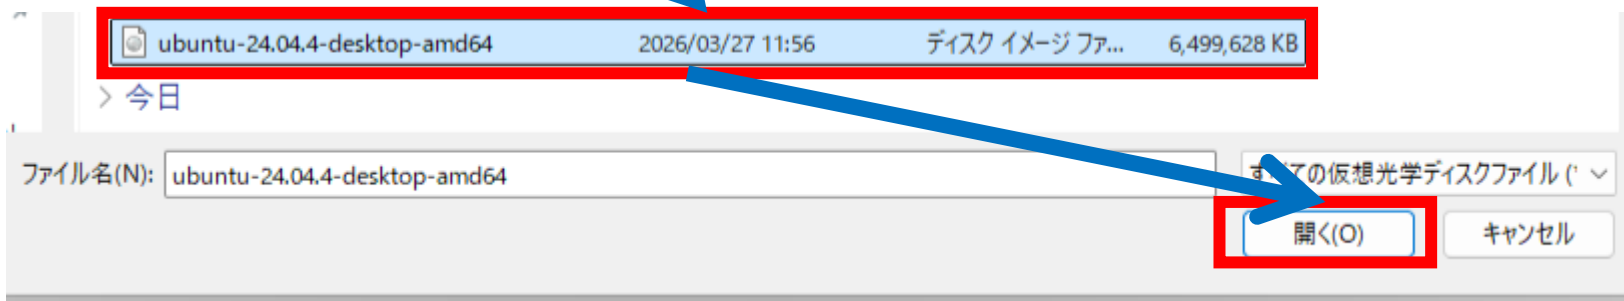 ubuntu-24.04.4-desktop-amd64 2026/03/27 11:56 ディスク イメージ ファ... 6,499,628 KB
今日
ファイル名(N): ubuntu-24.04.4-desktop-amd64 ての仮想光学ディスクファイル (*
開く(O) キャンセル